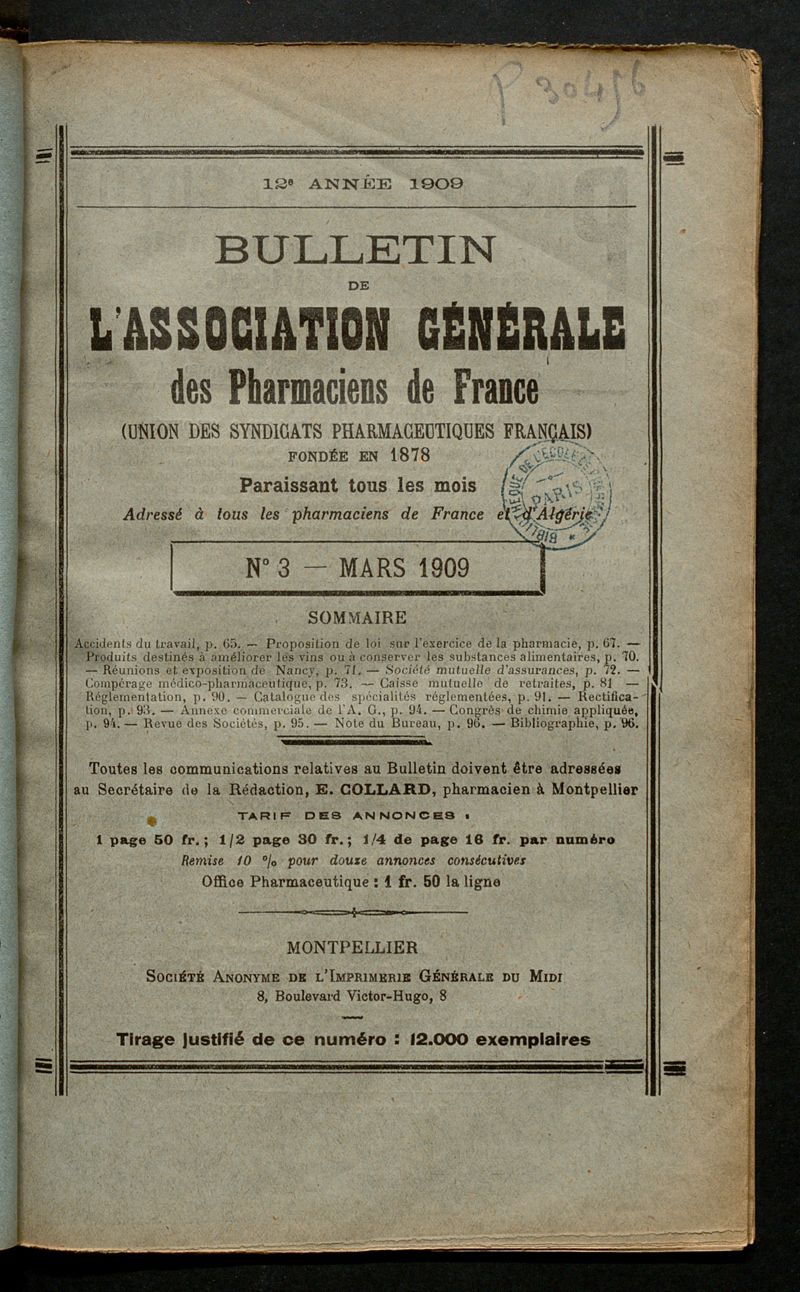 P 30456
12e ANNÉE 1909
BULLETIN
DE
L'ASSOCIATION GÉNÉRALE
des Pharmaciens de France
(UNION DES SYNDICATS PHARMACEUTIQUES FRANÇAIS)
FONDÉE EN 1878
Paraissant tous les mois
Adressé à tous les pharmaciens de France et d'Algérie
PARIS
N° 3 — MARS 1909
SOMMAIRE
Accidents du travail, p. 65. — Proposition de loi sur l'exercice de la pharmacie, p. 67. —
Produits destinés à améliorer les vins ou à conserver les substances alimentaires, p. 70.
— Réunions et exposition de Nancy, p. 71. — Société mutuelle d'assurances, p. 72. —
Compérage médico-pharmaceutique, p. 73. — Caisse mutuelle de retraites, p. 81 —
Réglementation, p. 90. — Catalogue des spécialités réglementées, p. 91. — Rectifica-
tion, p. 93. — Annexe commerciale de l'A. G., p. 94. — Congrès de chimie appliquée,
p. 94. — Revue des Sociétés, p. 95. — Note du Bureau, p. 96. — Bibliographie, p. 96.
Toutes les communications relatives au Bulletin doivent être adressées
au Secrétaire de la Rédaction, E. COLLARD, pharmacien à Montpellier
TARIF DES ANNONCES :
1 page 50 fr. ; 1/2 page 30 fr. ; 1/4 de page 16 fr. par numéro
Remise 10 % pour douze annonces consécutives
Office Pharmaceutique : 1 fr. 50 la ligne
MONTPELLIER
SOCIÉTÉ ANONYME DE L'IMPRIMERIE GÉNÉRALE DU MIDI
8, Boulevard Victor-Hugo, 8
Tirage justifié de ce numéro : 12.000 exemplaires